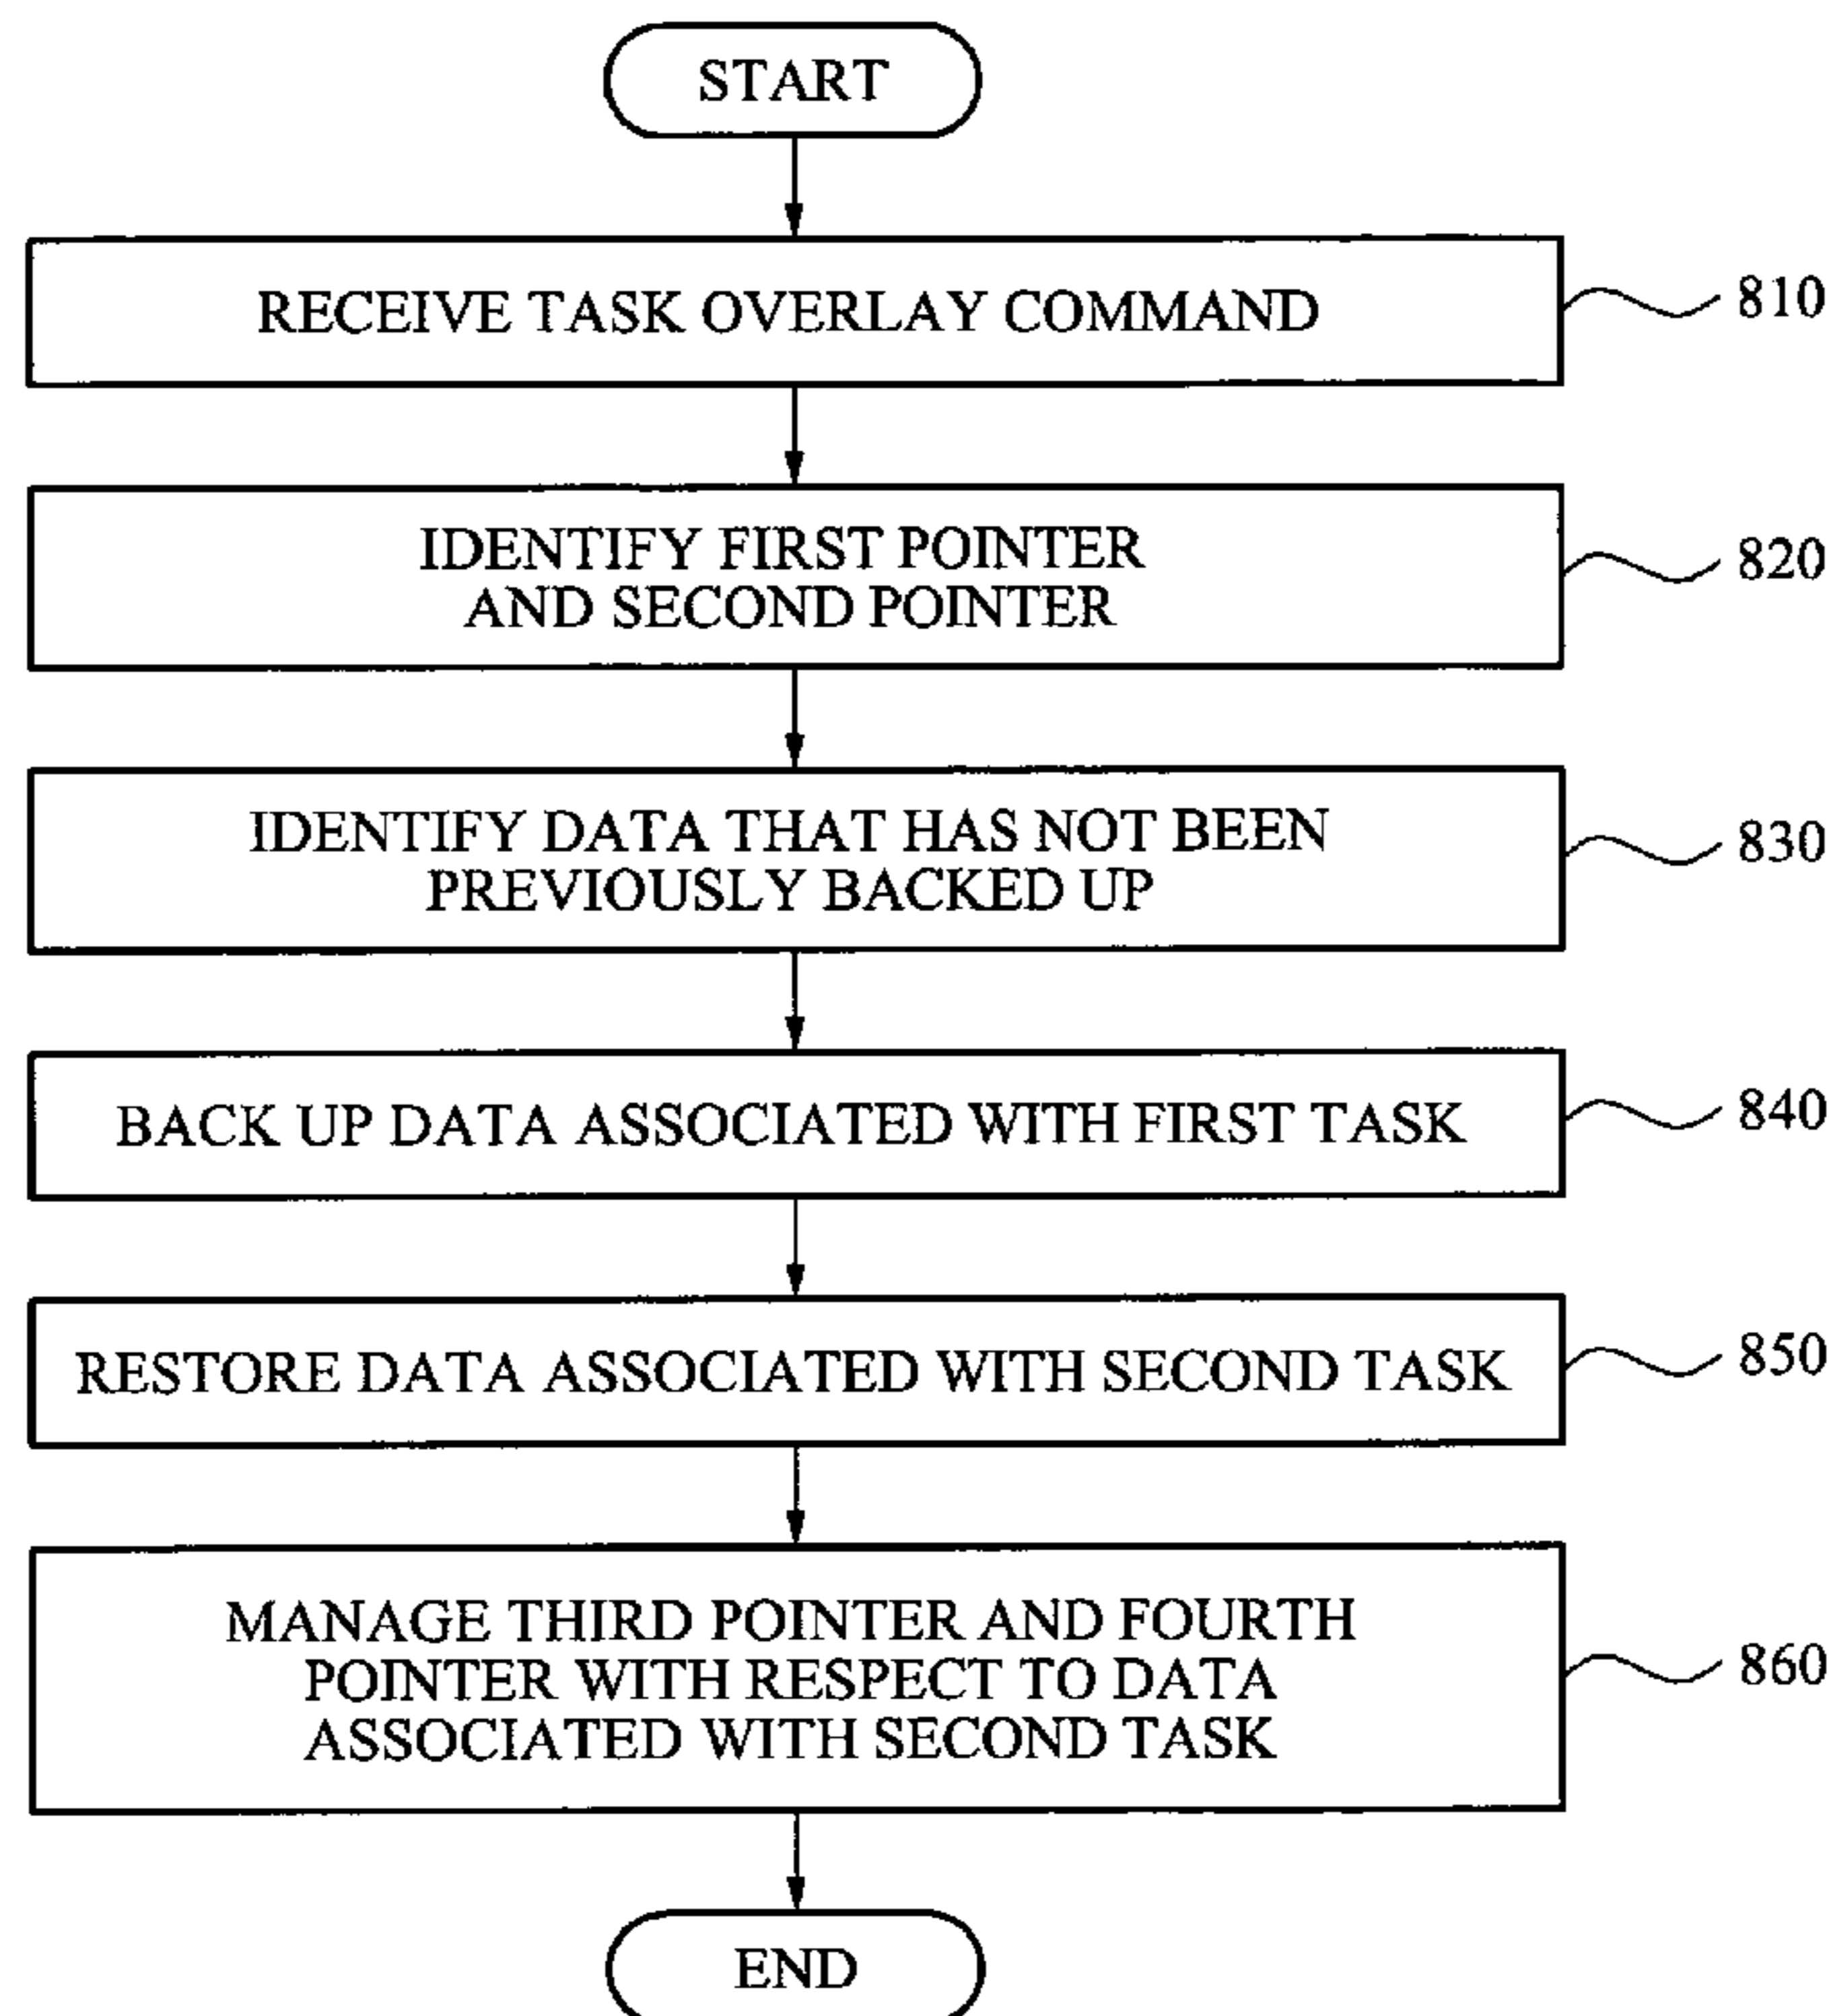 START
RECEIVE TASK OVERLAY COMMAND
810
IDENTIFY FIRST POINTER
AND SECOND POINTER
820
IDENTIFY DATA THAT HAS NOT BEEN
PREVIOUSLY BACKED UP
830
BACK UP DATA ASSOCIATED WITH FIRST TASK
840
RESTORE DATA ASSOCIATED WITH SECOND TASK
850
MANAGE THIRD POINTER AND FOURTH
POINTER WITH RESPECT TO DATA
ASSOCIATED WITH SECOND TASK
860
END